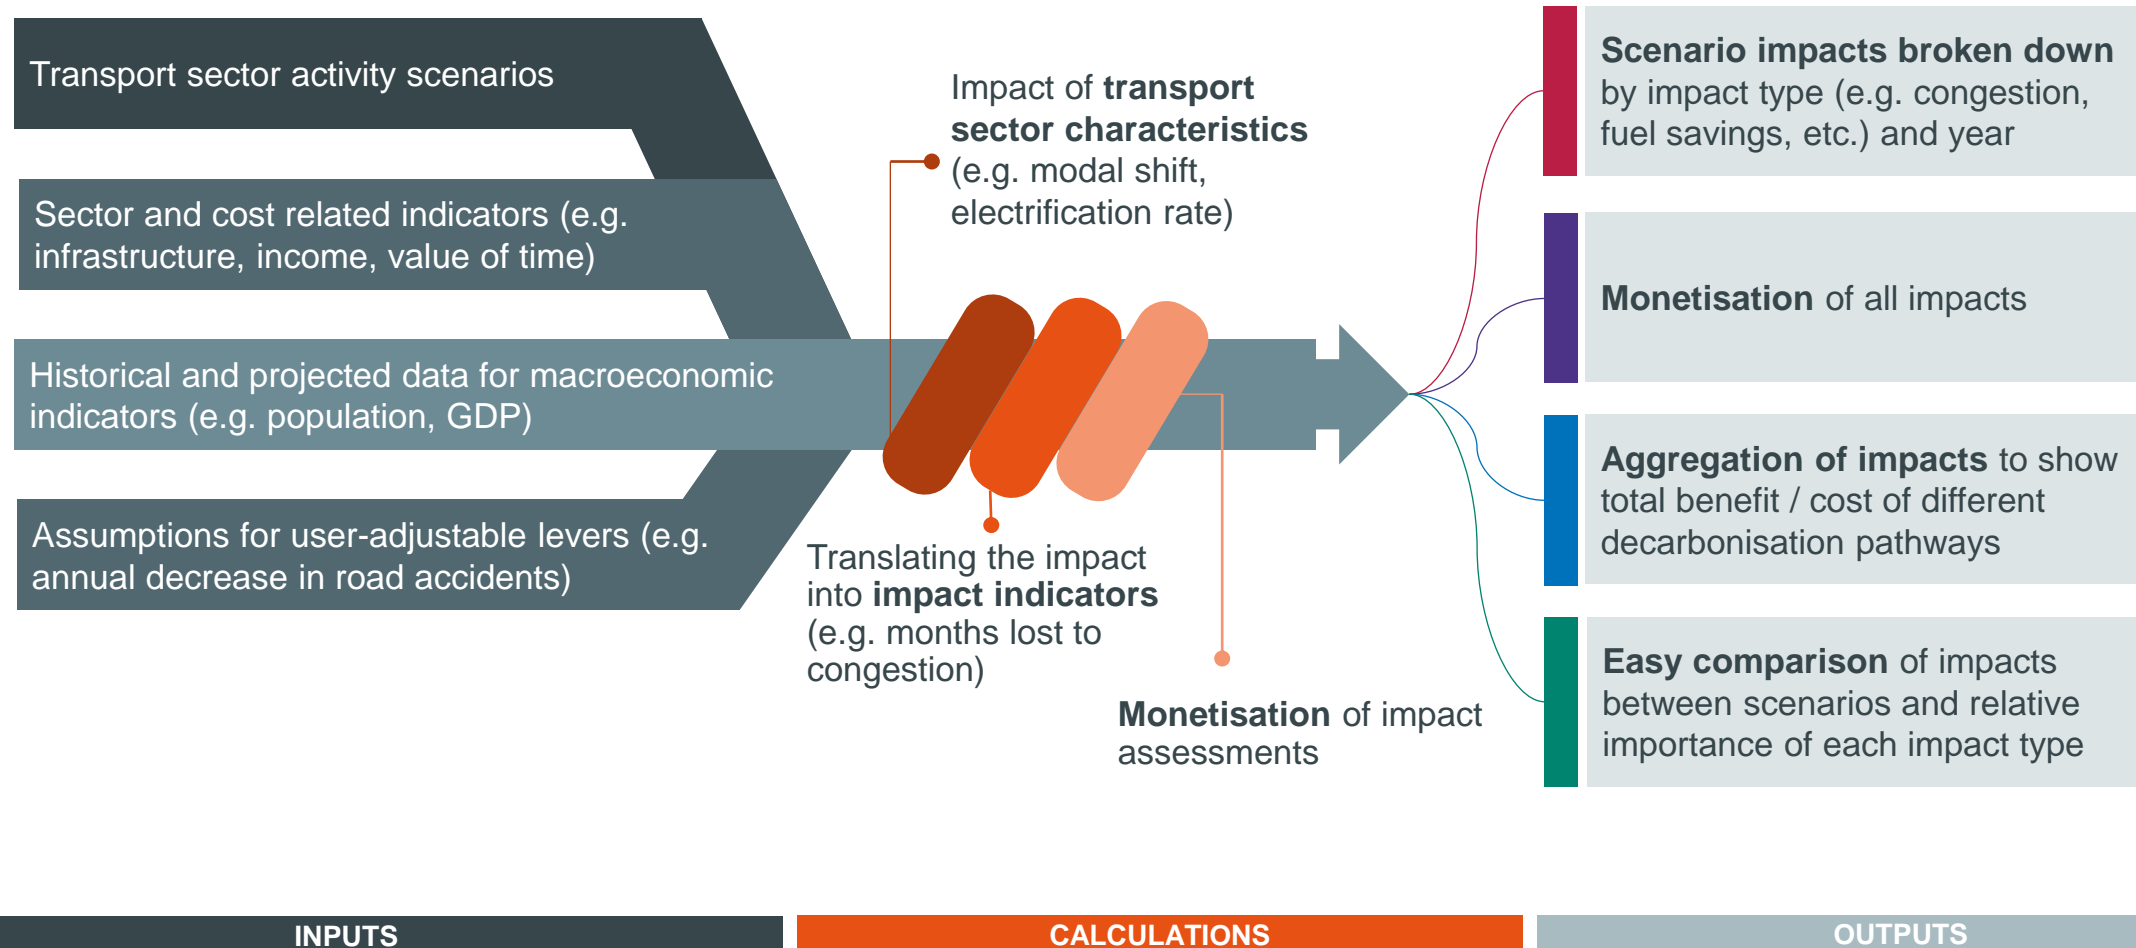 Transport sector activity scenarios
Sector and cost related indicators (e.g.
infrastructure, income, value of time)
Historical and projected data for macroeconomic
indicators (e.g. population, GDP)
Assumptions for user-adjustable levers (e.g.
annual decrease in road accidents)
Impact of transport
sector characteristics
(e.g. modal shift,
electrification rate)
Translating the impact
into impact indicators
(e.g. months lost to
congestion)
Monetisation of impact
assessments
Scenario impacts broken down
by impact type (e.g. congestion,
fuel savings, etc.) and year
Monetisation of all impacts
Aggregation of impacts to show
total benefit / cost of different
decarbonisation pathways
Easy comparison of impacts
between scenarios and relative
importance of each impact type
INPUTS
CALCULATIONS
OUTPUTS